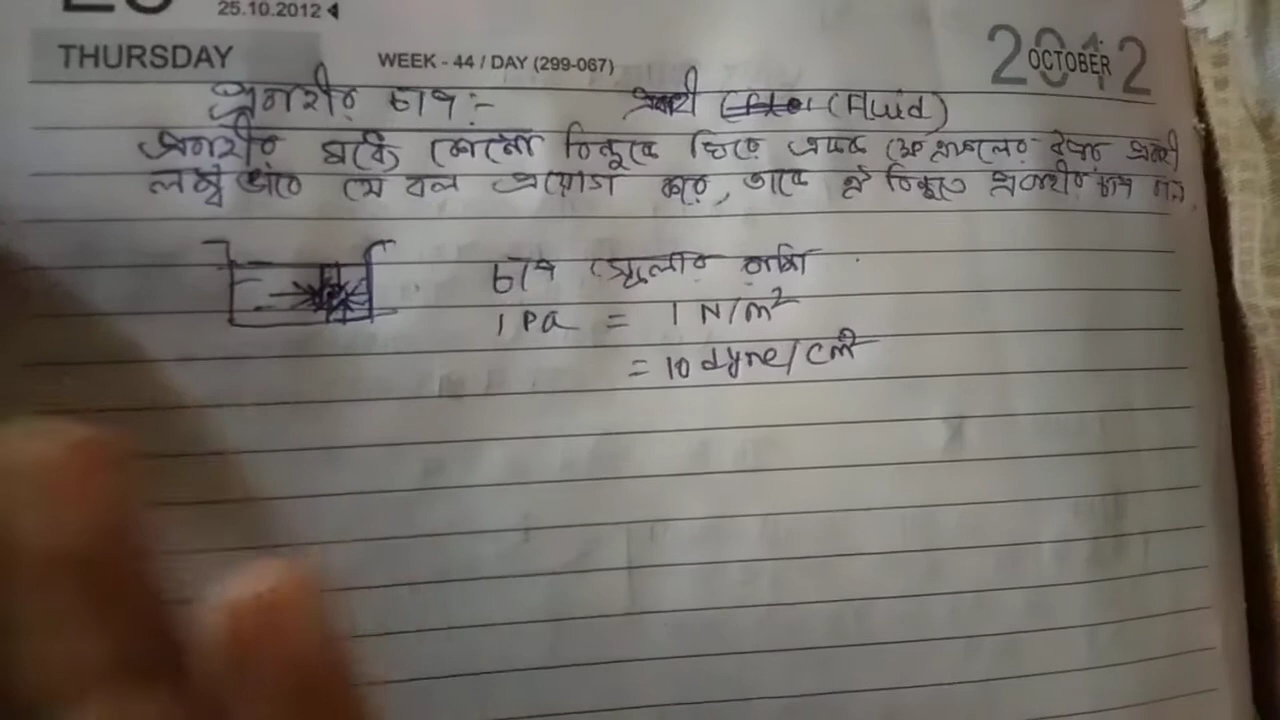 25.10.2012
THURSDAY
WEEK - 44 / DAY (299-067)
2012
OCTOBER
প্রবাহীর চাপ :-
প্রবাহী (Fluid)
প্রবাহীর মধ্যে কোনো বিন্দুকে ঘিরে একক ক্ষেত্রফলের উপর প্রবাহী
লম্ব ভাবে যে বল প্রয়োগ করে, তাকে ঐ বিন্দুতে প্রবাহীর চাপ বলে
চাপ স্কেলার রাশি
1 Pa = 1 N/m²
= 10 dyne/cm²